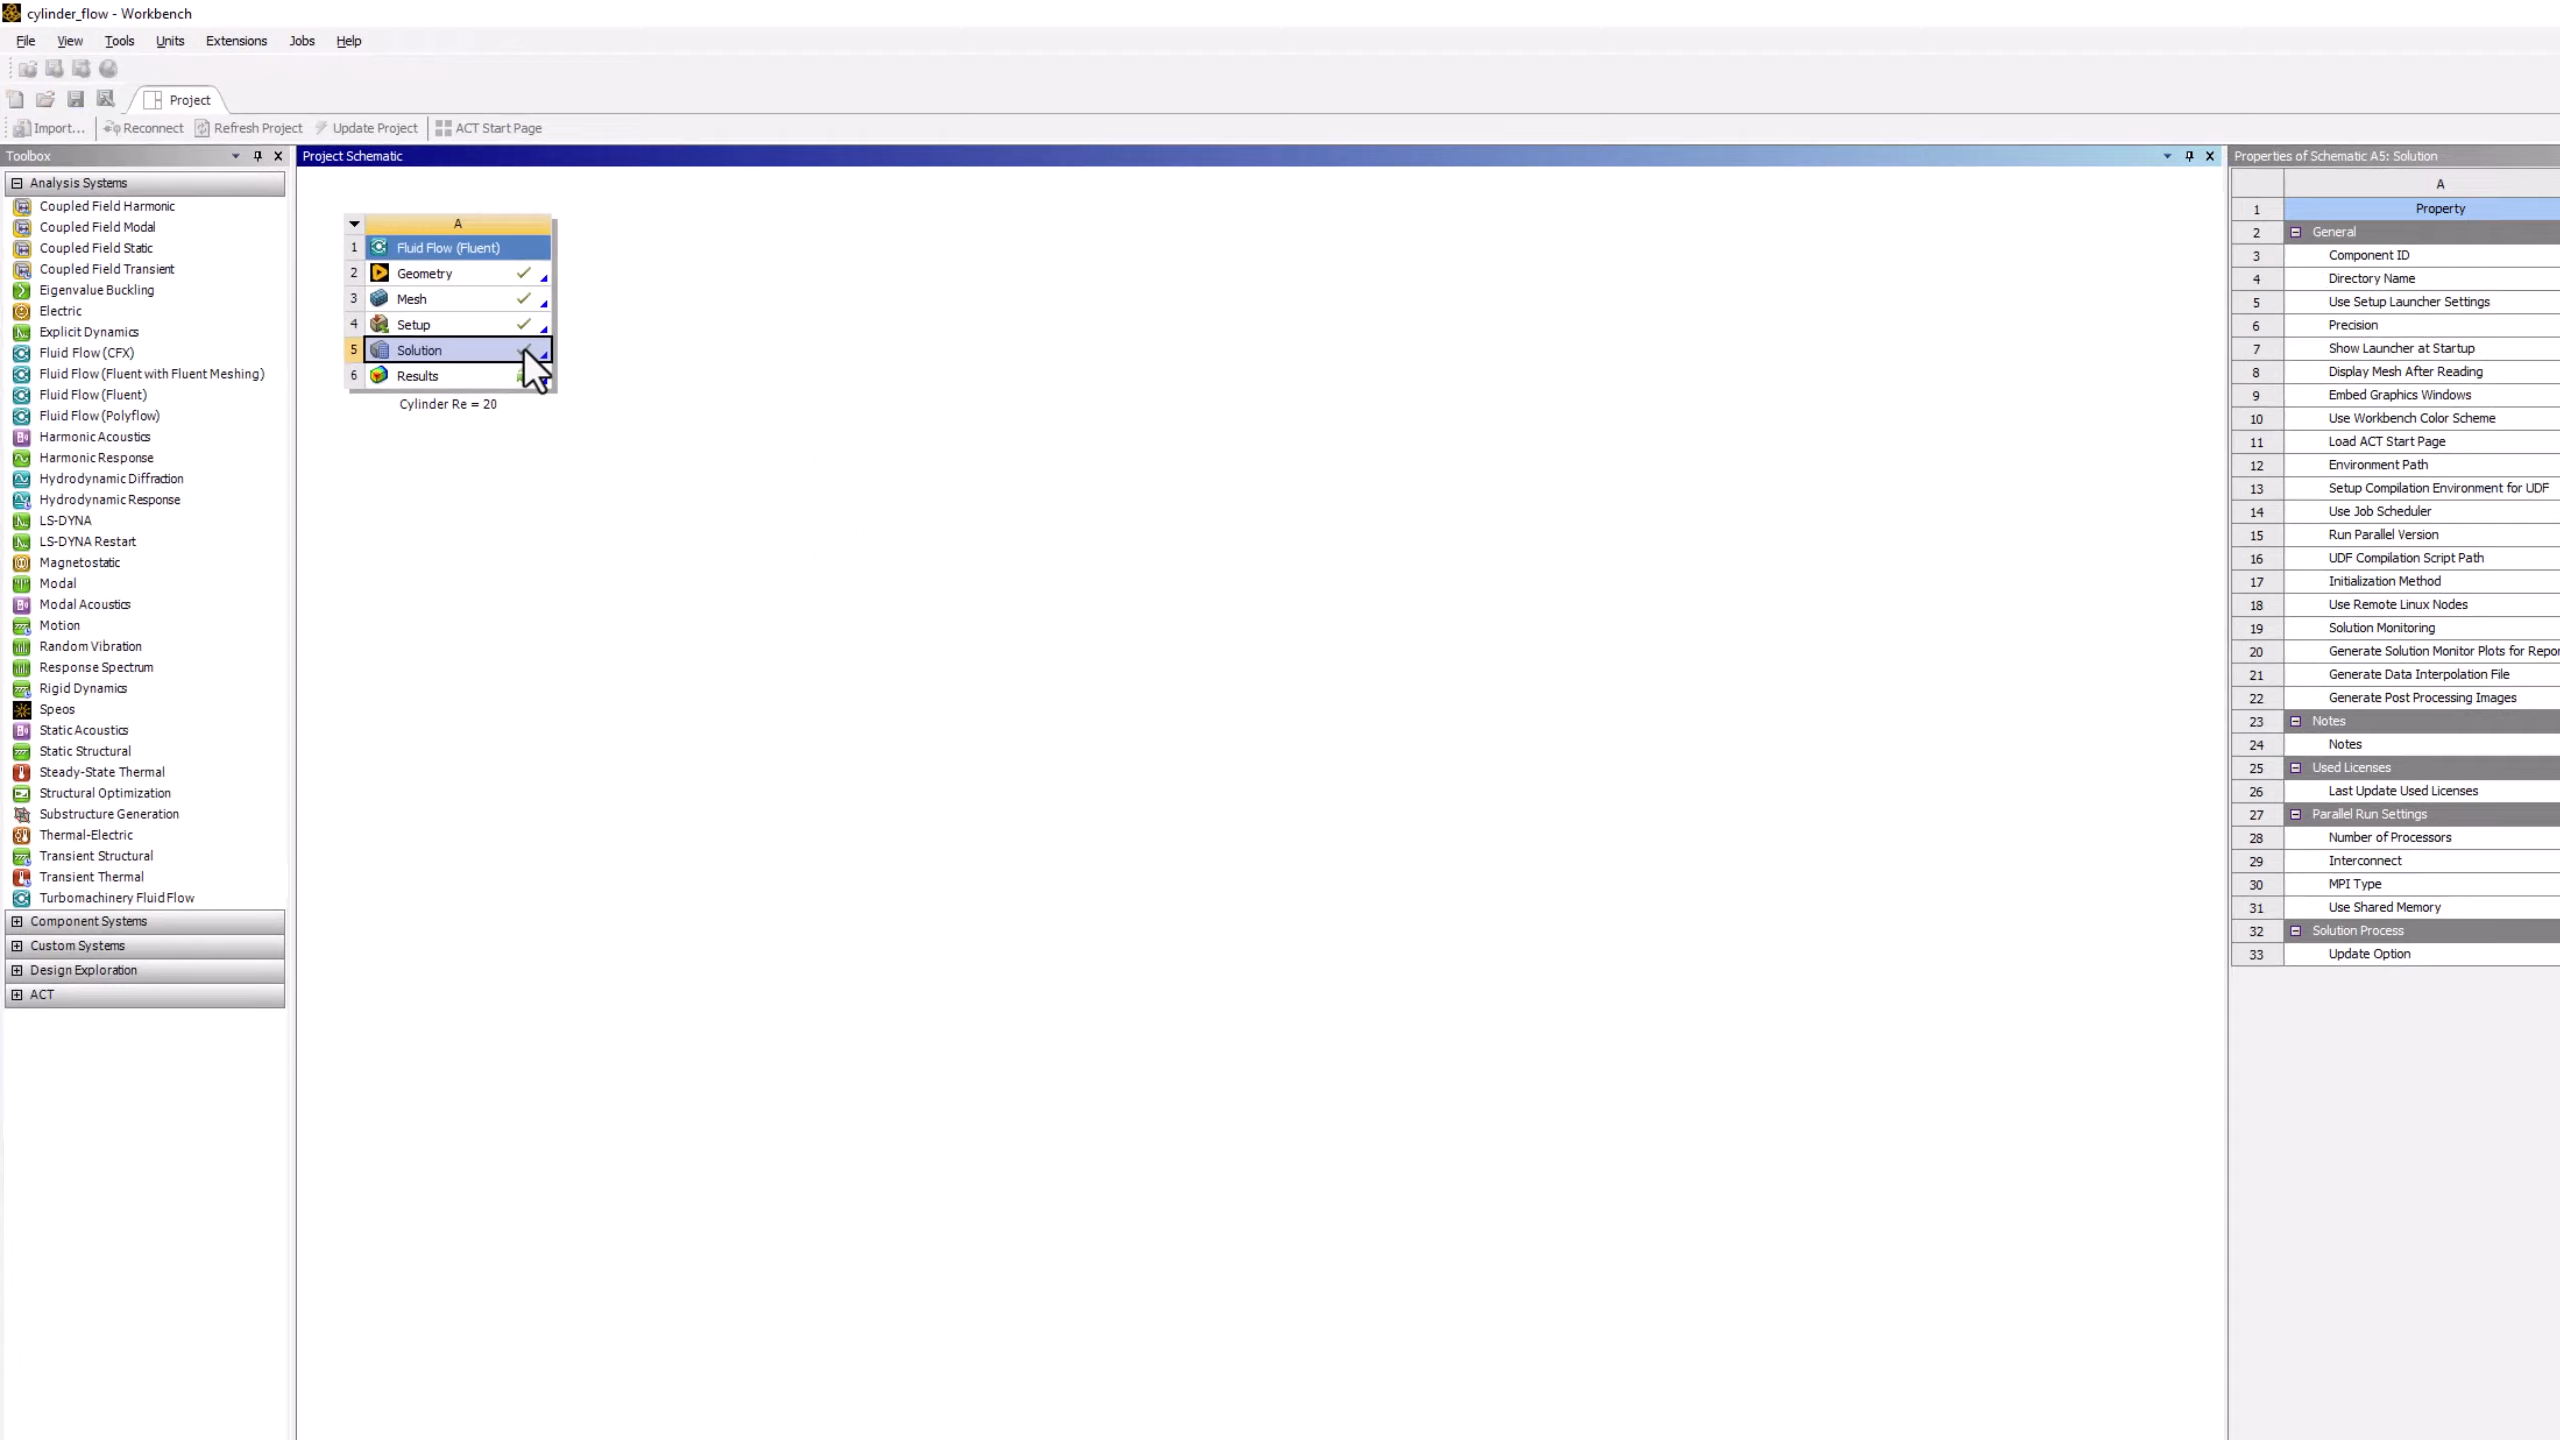 cylinder_flow - Workbench
File View Tools Units Extensions Jobs Help
Project
Import... Reconnect Refresh Project Update Project ACT Start Page
Toolbox
Analysis Systems
Coupled Field Harmonic
Coupled Field Modal
Coupled Field Static
Coupled Field Transient
Eigenvalue Buckling
Electric
Explicit Dynamics
Fluid Flow (CFX)
Fluid Flow (Fluent with Fluent Meshing)
Fluid Flow (Fluent)
Fluid Flow (Polyflow)
Harmonic Acoustics
Harmonic Response
Hydrodynamic Diffraction
Hydrodynamic Response
LS-DYNA
LS-DYNA Restart
Magnetostatic
Modal
Modal Acoustics
Motion
Random Vibration
Response Spectrum
Rigid Dynamics
Speos
Static Acoustics
Static Structural
Steady-State Thermal
Structural Optimization
Substructure Generation
Thermal-Electric
Transient Structural
Transient Thermal
Turbomachinery Fluid Flow
Component Systems
Custom Systems
Design Exploration
ACT
Project Schematic
A
1 Fluid Flow (Fluent)
2 Geometry
3 Mesh
4 Setup
5 Solution
6 Results
Cylinder Re = 20
Properties of Schematic A5: Solution
A
1 Property
2 General
3 Component ID
4 Directory Name
5 Use Setup Launcher Settings
6 Precision
7 Show Launcher at Startup
8 Display Mesh After Reading
9 Embed Graphics Windows
10 Use Workbench Color Scheme
11 Load ACT Start Page
12 Environment Path
13 Setup Compilation Environment for UDF
14 Use Job Scheduler
15 Run Parallel Version
16 UDF Compilation Script Path
17 Initialization Method
18 Use Remote Linux Nodes
19 Solution Monitoring
20 Generate Solution Monitor Plots for Repor
21 Generate Data Interpolation File
22 Generate Post Processing Images
23 Notes
24 Notes
25 Used Licenses
26 Last Update Used Licenses
27 Parallel Run Settings
28 Number of Processors
29 Interconnect
30 MPI Type
31 Use Shared Memory
32 Solution Process
33 Update Option